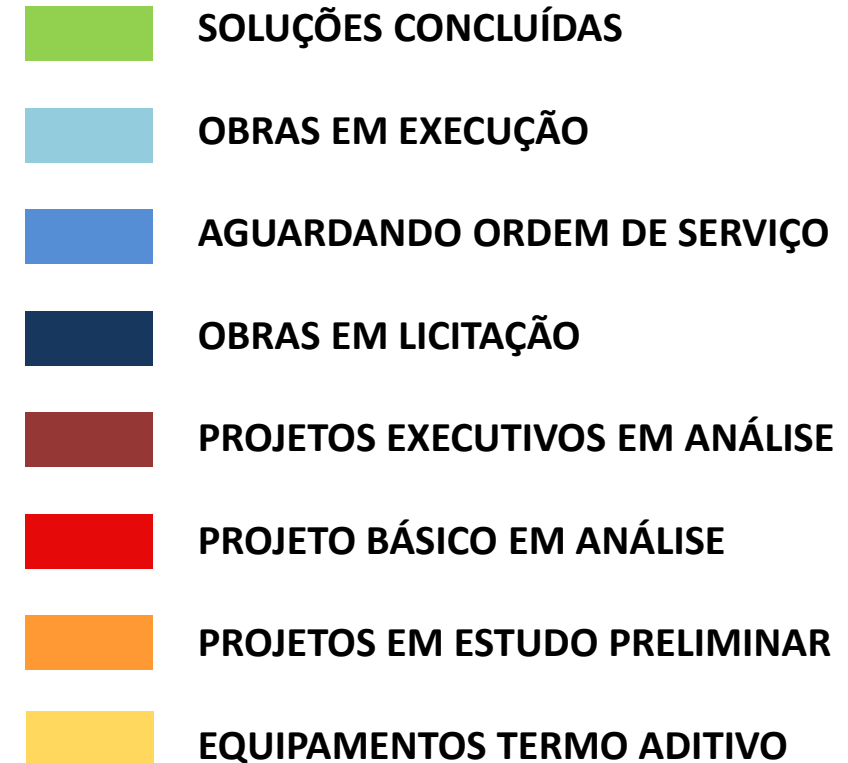 SOLUÇÕES CONCLUÍDAS
OBRAS EM EXECUÇÃO
AGUARDANDO ORDEM DE SERVIÇO
OBRAS EM LICITAÇÃO
PROJETOS EXECUTIVOS EM ANÁLISE
PROJETO BÁSICO EM ANÁLISE
PROJETOS EM ESTUDO PRELIMINAR
EQUIPAMENTOS TERMO ADITIVO